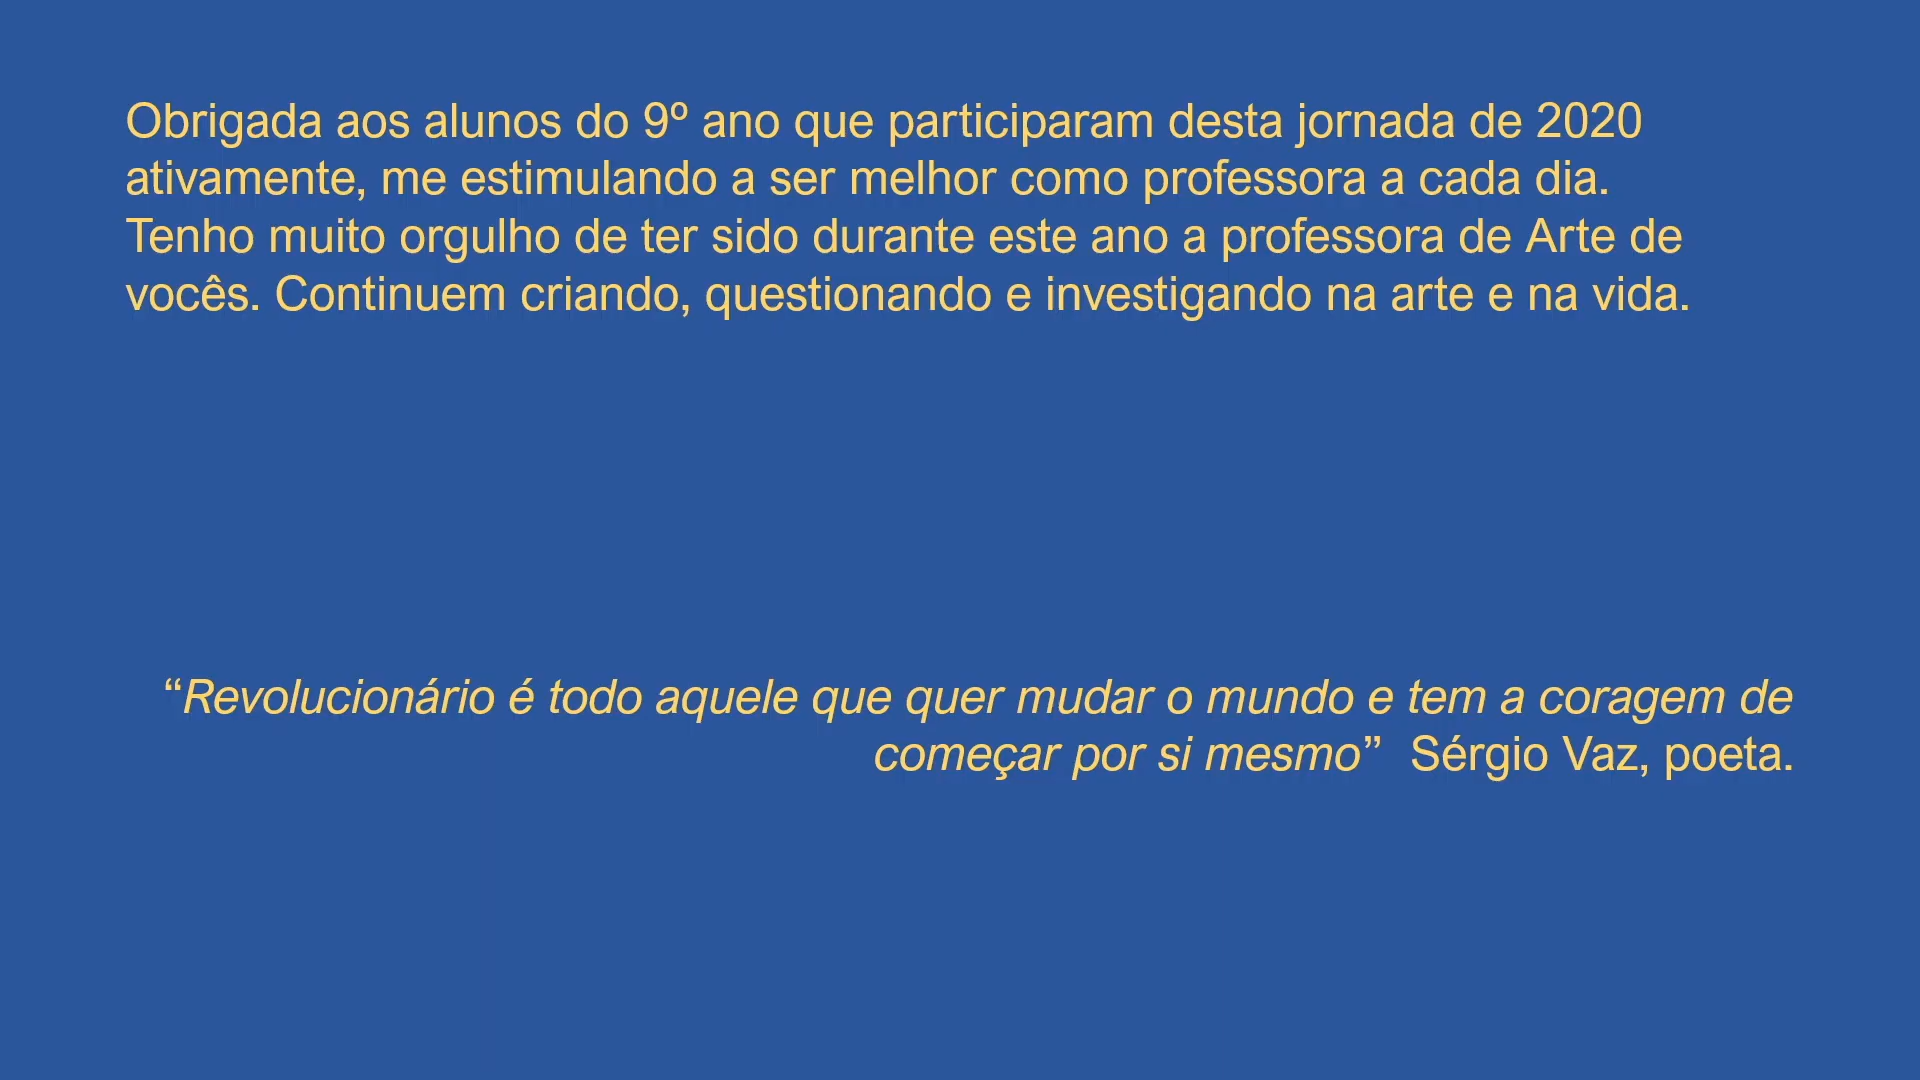 Obrigada aos alunos do 9º ano que participaram desta jornada de 2020
ativamente, me estimulando a ser melhor como professora a cada dia.
Tenho muito orgulho de ter sido durante este ano a professora de Arte de
vocês. Continuem criando, questionando e investigando na arte e na vida.
“Revolucionário é todo aquele que quer mudar o mundo e tem a coragem de
começar por si mesmo”  Sérgio Vaz, poeta.